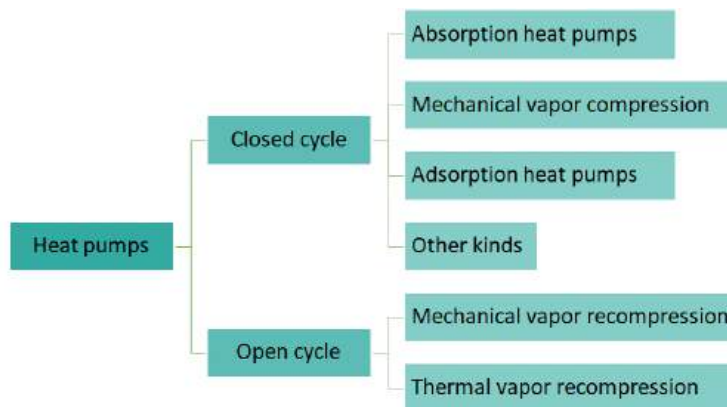 Absorption heat pumps
Mechanical vapor compression
Closed cycle
Adsorption heat pumps
Heat pumps
Other kinds
Mechanical vapor recompression
Open cycle
Thermal vapor recompression